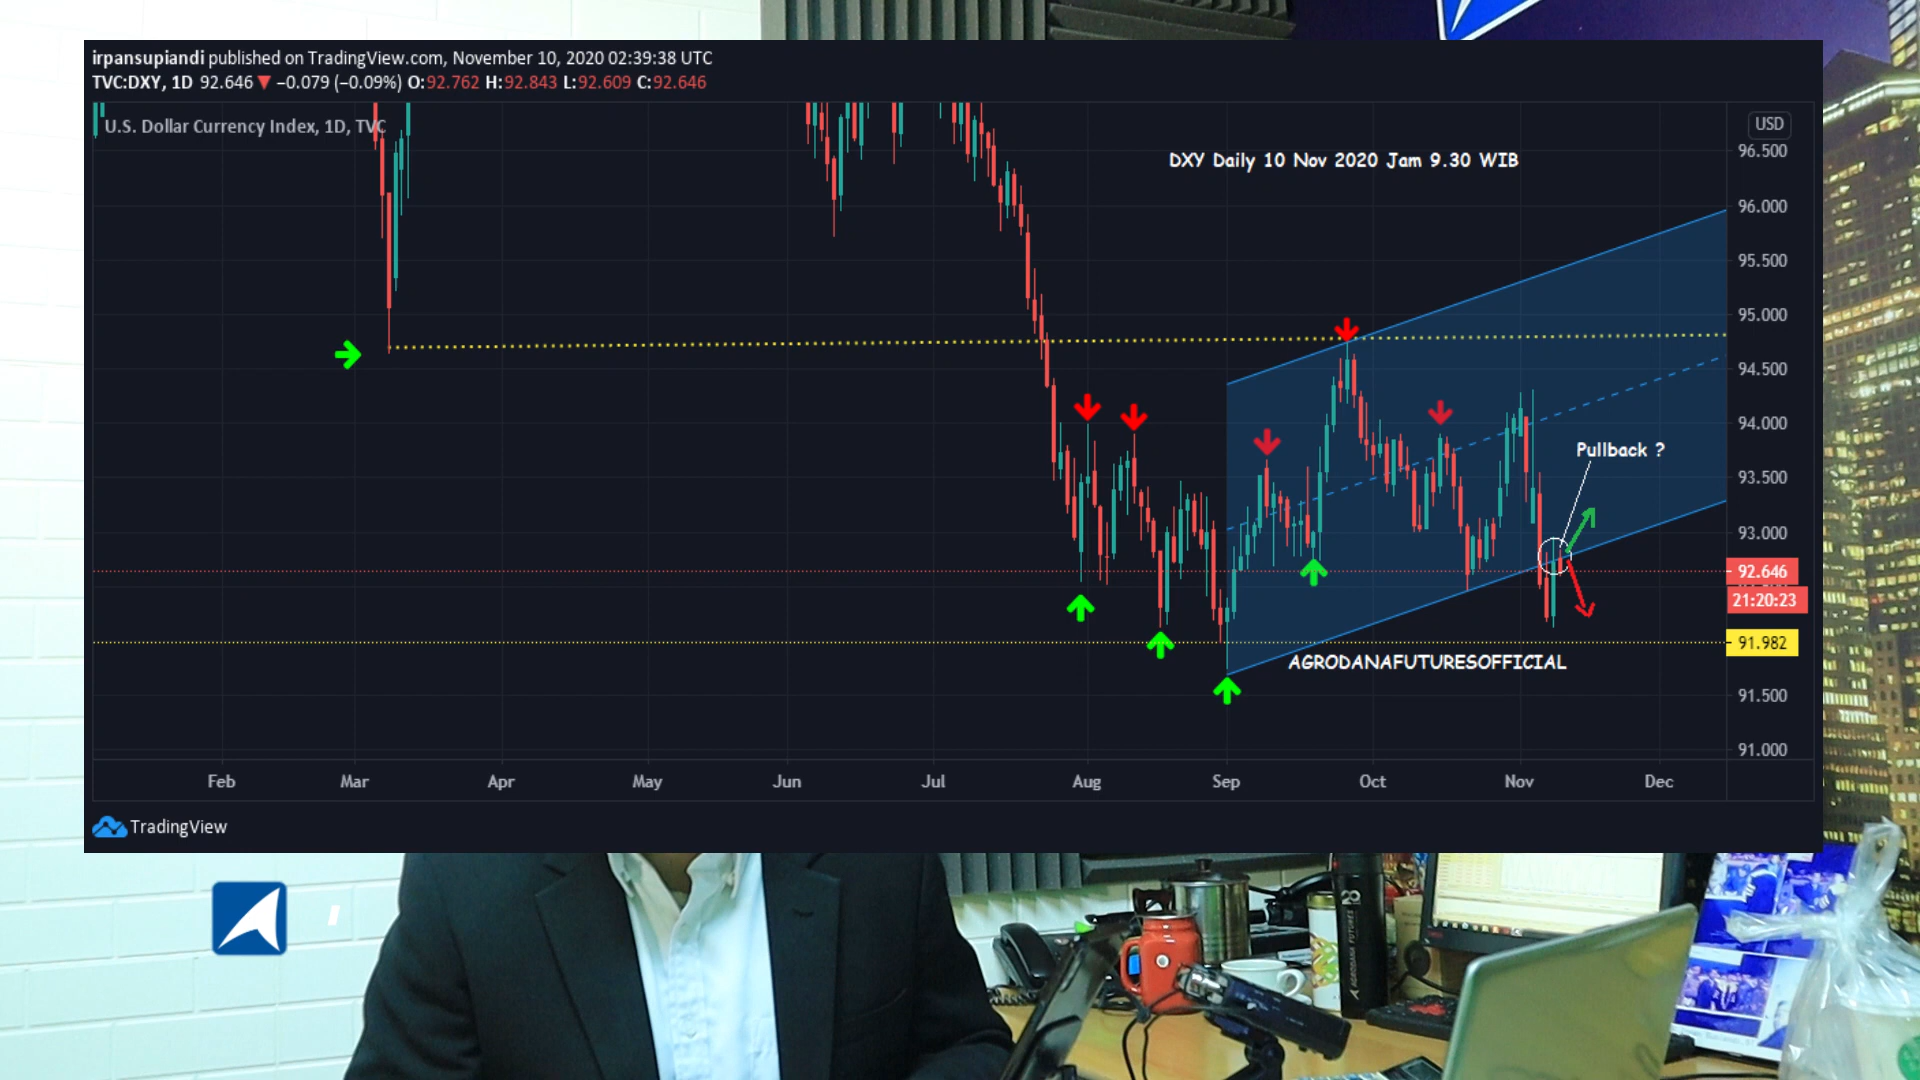 irpansupiandi published on TradingView.com, November 10, 2020 02:39:38 UTC
TVC:DXY, 1D 92.646 ▼ −0.079 (−0.09%) O:92.762 H:92.843 L:92.609 C:92.646
U.S. Dollar Currency Index, 1D, TVC
USD
DXY Daily 10 Nov 2020 Jam 9.30 WIB
96.500
96.000
95.500
95.000
94.500
94.000
Pullback ?
93.500
93.000
92.646
21:20:23
91.982
AGRODANAFUTURESOFFICIAL
91.500
91.000
Feb Mar Apr May Jun Jul Aug Sep Oct Nov Dec
TradingView
AGRODANA FUTURES